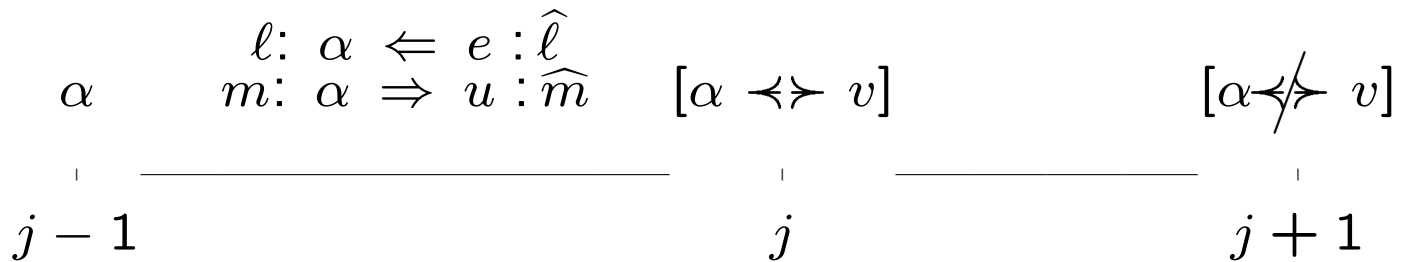 ℓ: α ⇐ e : ℓ̂
α m: α ⇒ u : m̂ [α ⤙⤚ v] [α ⤙̸⤚ v]
j − 1 j j + 1